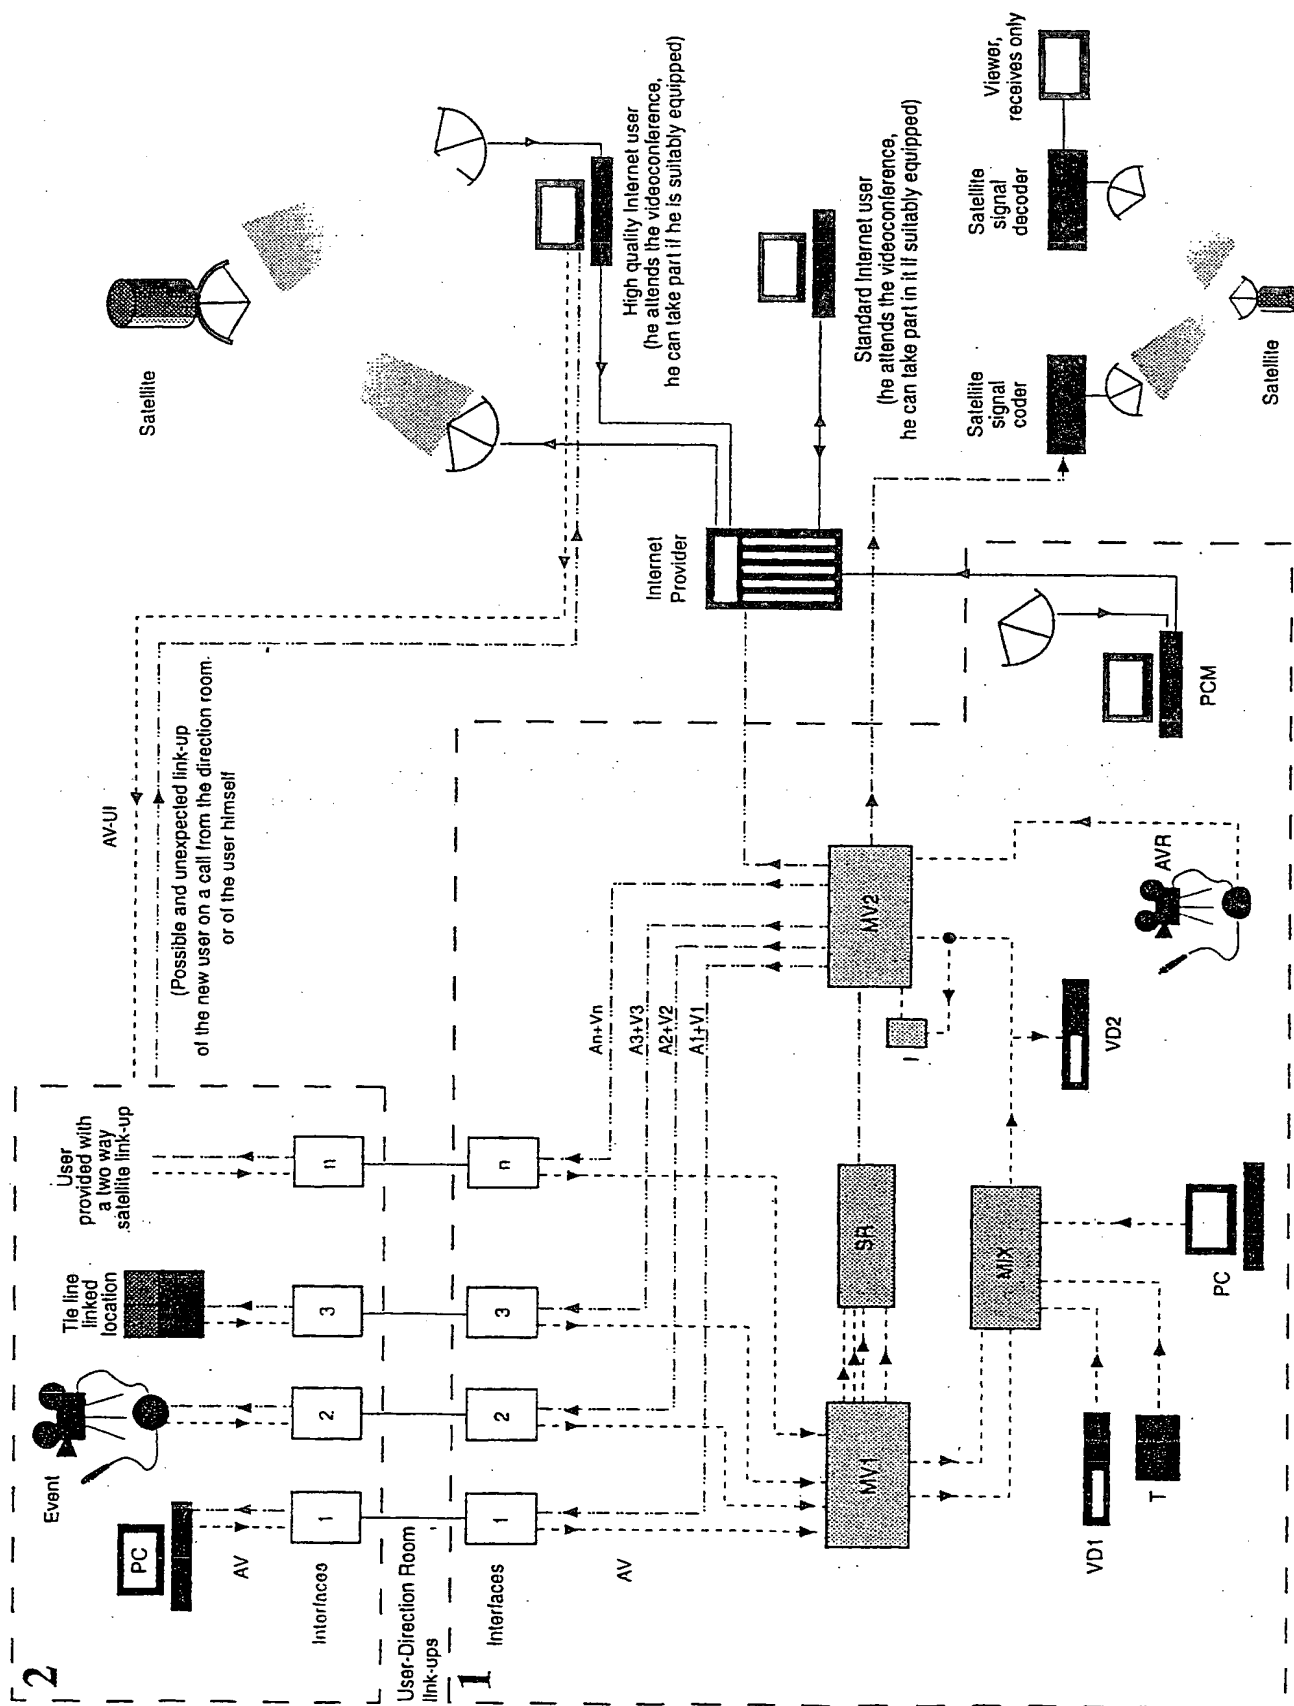 2
PC
Event
Tie line
linked
location
User
provided with
a two way
satellite link-up
AV
Interfaces
1
2
3
n
User-Direction Room
link-ups
1
Interfaces
1
2
3
n
AV
AV-UI
(Possible and unexpected link-up
of the new user on a call from the direction room
or of the user himself
An+Vn
A3+V3
A2+V2
A1+V1
MV1
SR
MV2
I
MIX
VD1
T
PC
VD2
AVR
PCM
Internet
Provider
Satellite
High quality Internet user
(he attends the videoconference,
he can take part if he is suitably equipped)
Standard Internet user
(he attends the videoconference,
he can take part in it if suitably equipped)
Satellite
signal
coder
Satellite
signal
decoder
Viewer,
receives only
Satellite